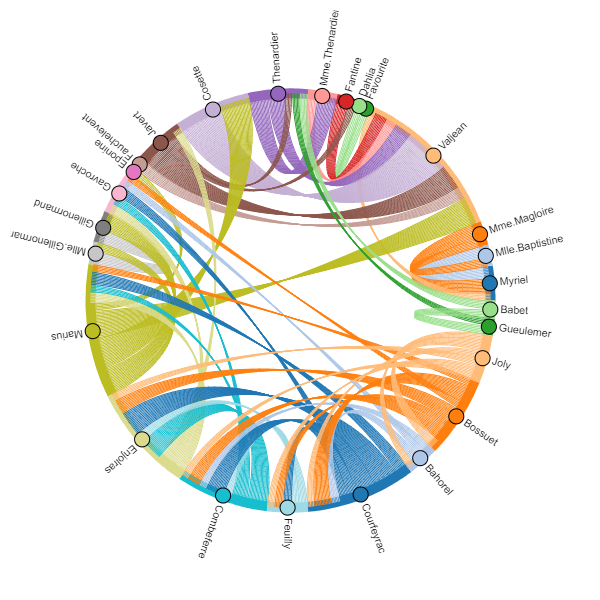 Thenardier
Mme.Thenardier
Fantine
Dahlia
Favourite
Valjean
Mme.Magloire
Mlle.Baptistine
Myriel
Babet
Gueulemer
Joly
Bossuet
Bahorel
Courfeyrac
Feuilly
Combeferre
Enjolras
Marius
Mlle.Gillenormar
Gillenormand
Gavroche
Eponine
Fauchelevent
Javert
Cosette